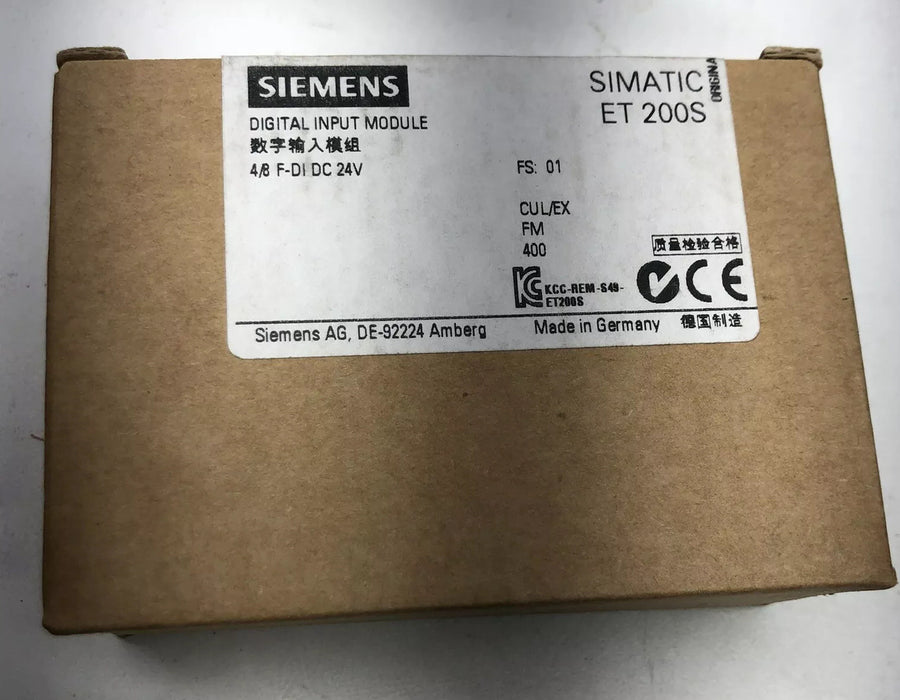 SIEMENS
SIMATIC
ET 200S
ORIGINA
DIGITAL INPUT MODULE
数字输入模组
4/8 F-DI DC 24V
FS: 01
CUL/EX
FM
400
质量检验合格
KCC-REM-S49-
ET200S
CE
Siemens AG, DE-92224 Amberg
Made in Germany 德国制造